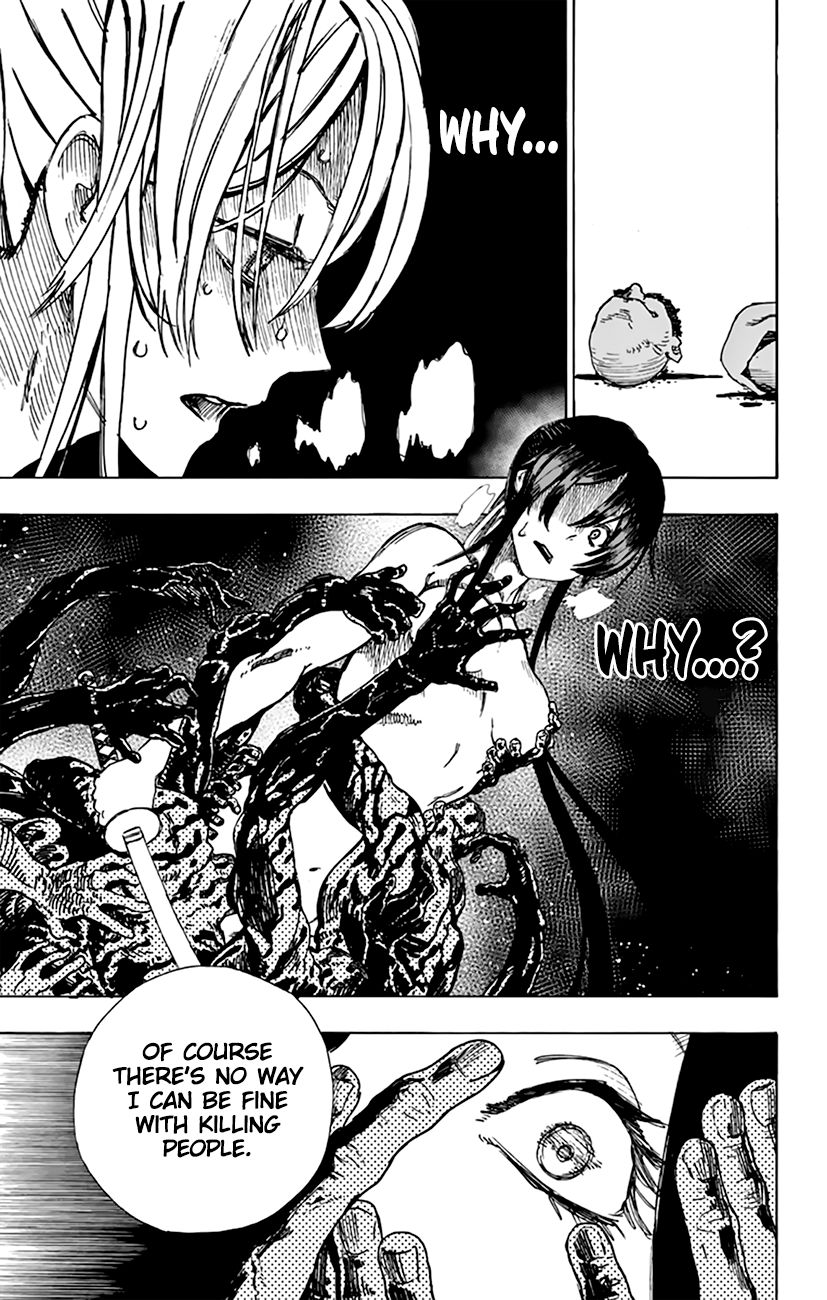 WHY...
WHY...?
OF COURSE
THERE'S NO WAY
I CAN BE FINE
WITH KILLING
PEOPLE.